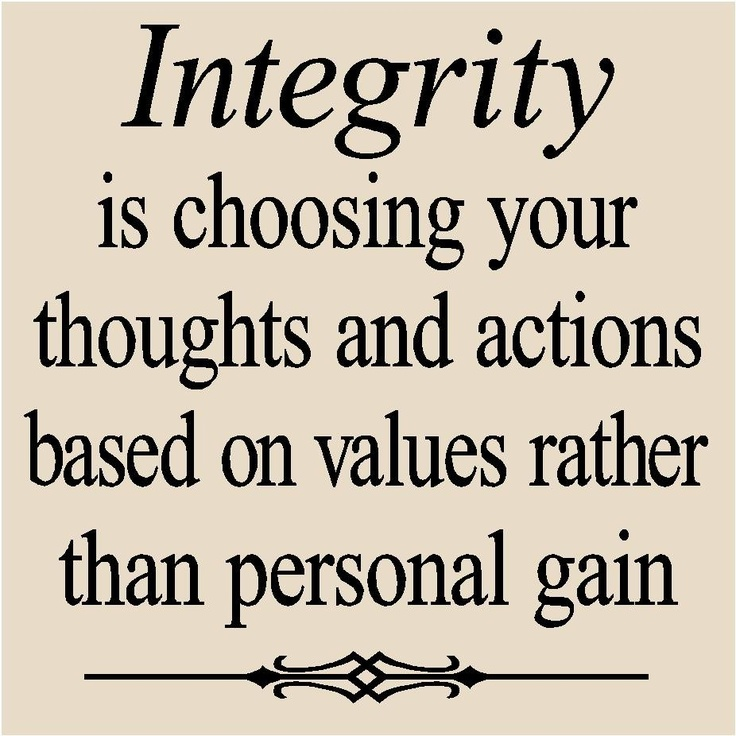 Integrity
is choosing your
thoughts and actions
based on values rather
than personal gain